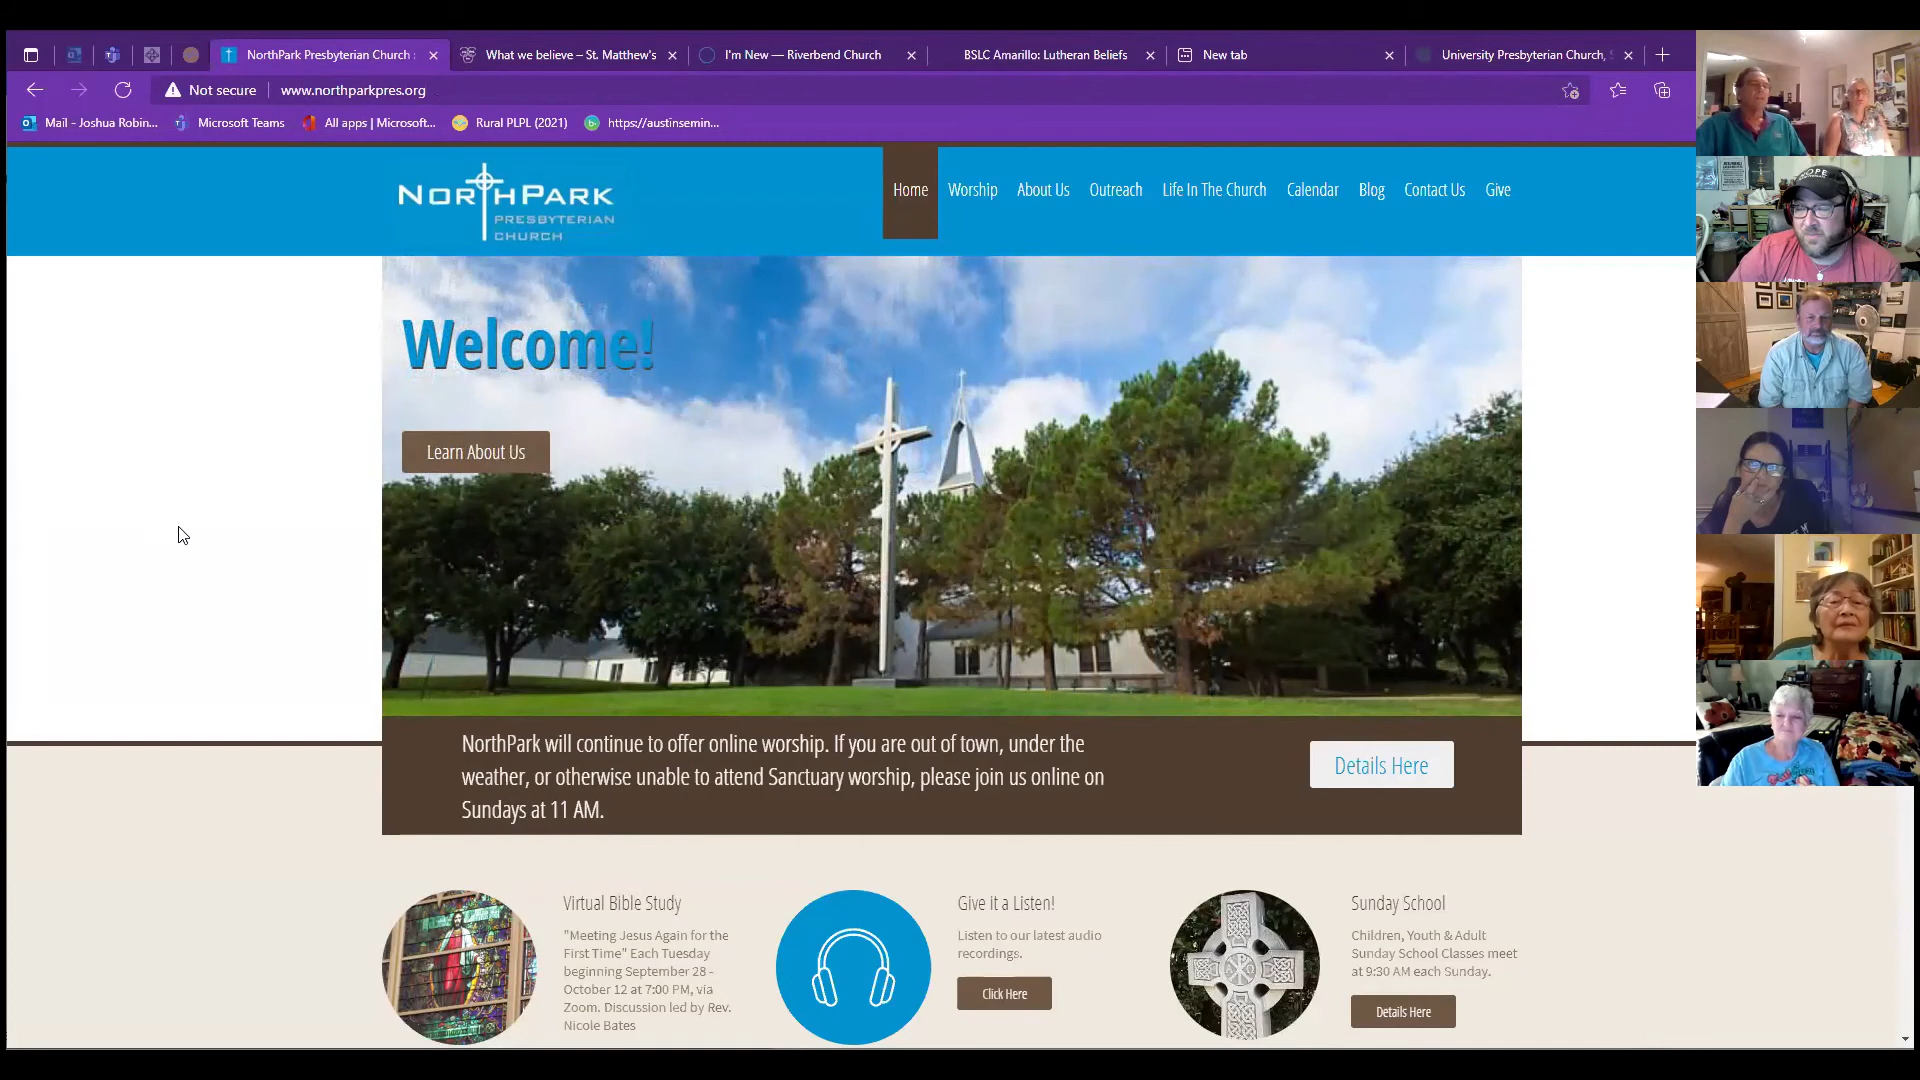 NorthPark Presbyterian Church
What we believe – St. Matthew's
I'm New — Riverbend Church
BSLC Amarillo: Lutheran Beliefs
New tab
University Presbyterian Church,
Not secure
www.northparkpres.org
Mail - Joshua Robin...
Microsoft Teams
All apps | Microsoft...
Rural PLPL (2021)
https://austinsemin...
NORTHPARK
PRESBYTERIAN
CHURCH
Home
Worship
About Us
Outreach
Life In The Church
Calendar
Blog
Contact Us
Give
Welcome!
Learn About Us
NorthPark will continue to offer online worship. If you are out of town, under the
weather, or otherwise unable to attend Sanctuary worship, please join us online on
Sundays at 11 AM.
Details Here
Virtual Bible Study
"Meeting Jesus Again for the
First Time" Each Tuesday
beginning September 28 -
October 12 at 7:00 PM, via
Zoom. Discussion led by Rev.
Nicole Bates
Give it a Listen!
Listen to our latest audio
recordings.
Click Here
Sunday School
Children, Youth & Adult
Sunday School Classes meet
at 9:30 AM each Sunday.
Details Here